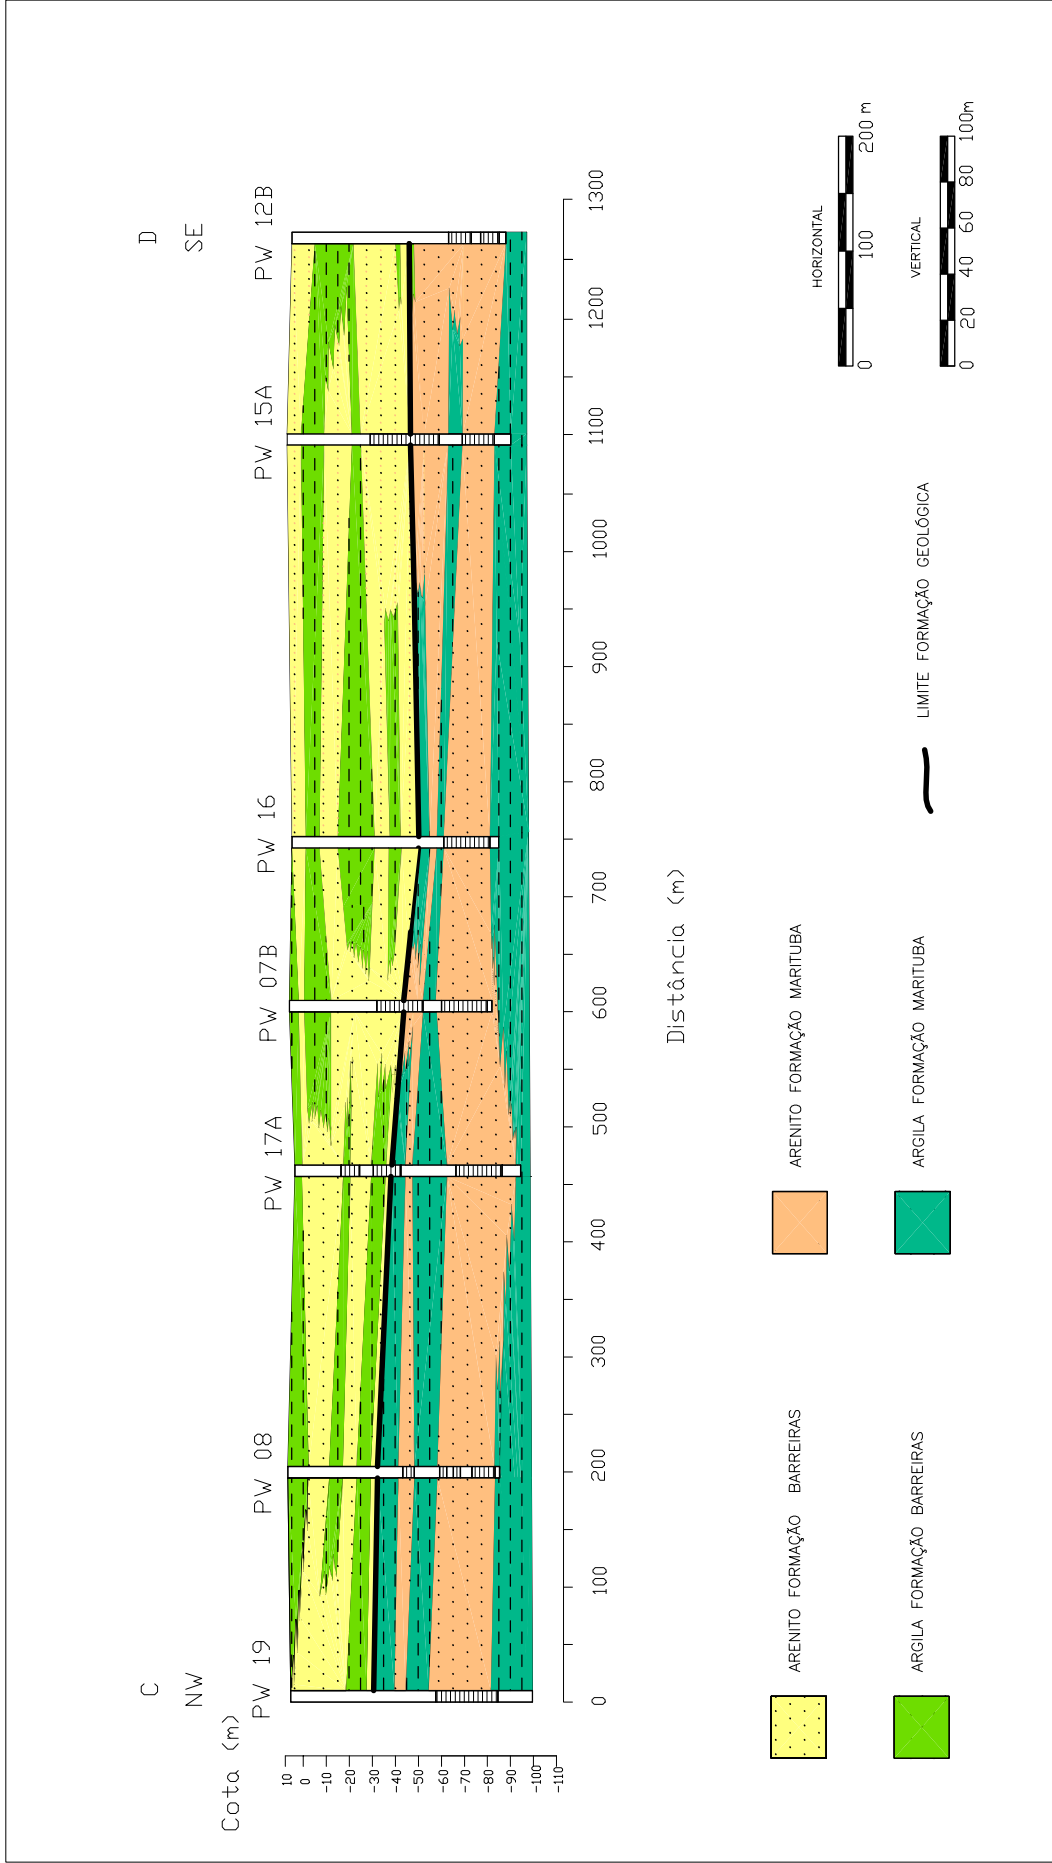 C
D
NW
SE
Cota (m)
PW 19
PW 08
PW 17A
PW 07B
PW 16
PW 15A
PW 12B
10
0
-10
-20
-30
-40
-50
-60
-70
-80
-90
-100
-110
0
100
200
300
400
500
600
700
800
900
1000
1100
1200
1300
Distância (m)
ARENITO FORMAÇÃO BARREIRAS
ARENITO FORMAÇÃO MARITUBA
ARGILA FORMAÇÃO BARREIRAS
ARGILA FORMAÇÃO MARITUBA
LIMITE FORMAÇÃO GEOLÓGICA
HORIZONTAL
0
100
200 m
VERTICAL
0
20
40
60
80
100m